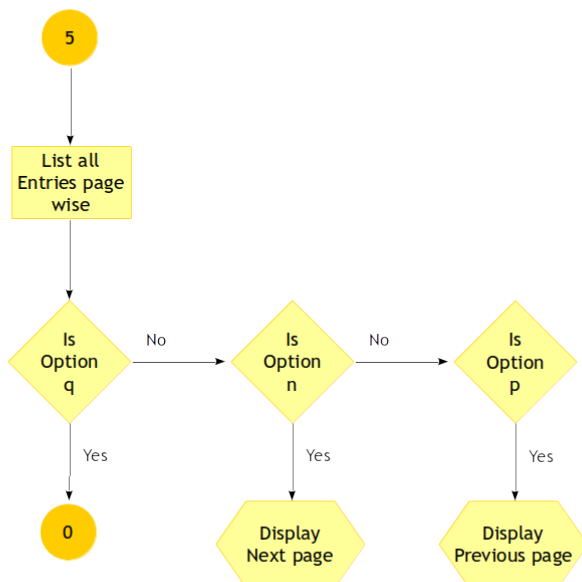 5
List all
Entries page
wise
Is
Option
q
No
Is
Option
n
No
Is
Option
p
Yes
Yes
Yes
0
Display
Next page
Display
Previous page